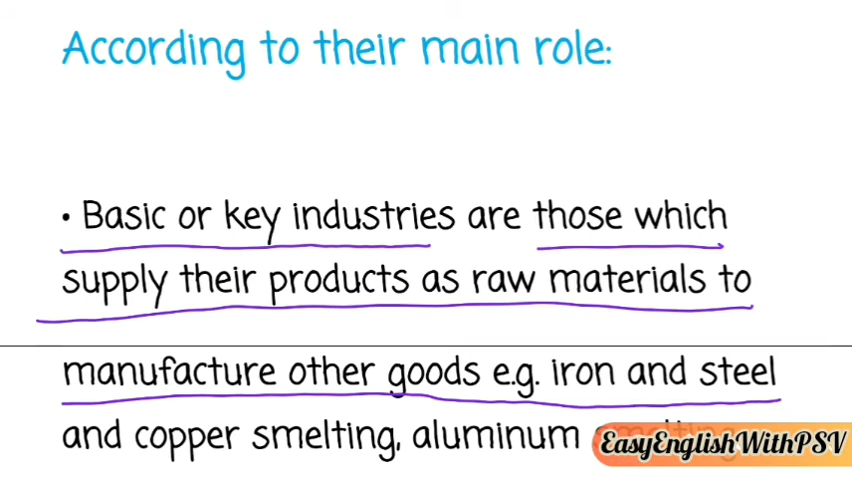 According to their main role:
• Basic or key industries are those which
supply their products as raw materials to
manufacture other goods e.g. iron and steel
and copper smelting, aluminum
EasyEnglishWithPSV